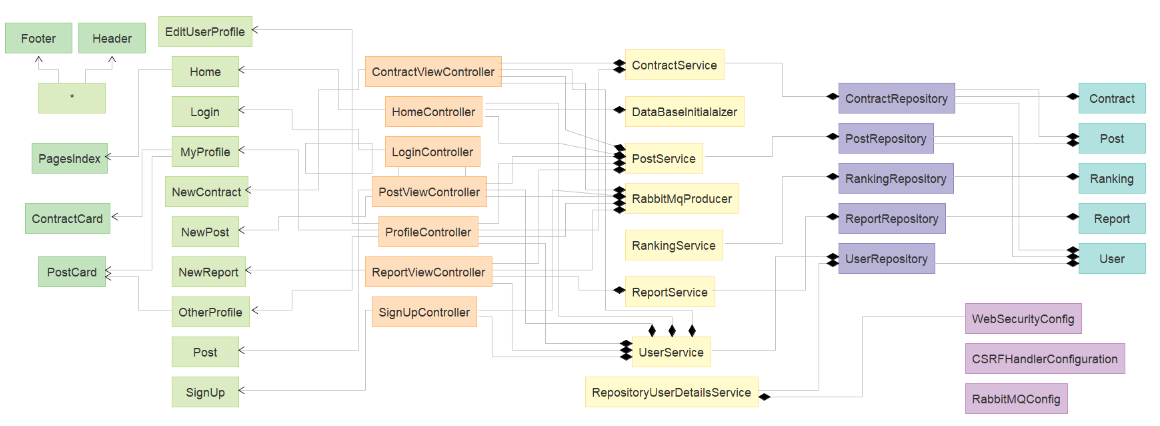 Footer
Header
*
PagesIndex
ContractCard
PostCard
EditUserProfile
Home
Login
MyProfile
NewContract
NewPost
NewReport
OtherProfile
Post
SignUp
ContractViewController
HomeController
LoginController
PostViewController
ProfileController
ReportViewController
SignUpController
ContractService
DataBaseInitialaizer
PostService
RabbitMqProducer
RankingService
ReportService
UserService
RepositoryUserDetailsService
ContractRepository
PostRepository
RankingRepository
ReportRepository
UserRepository
WebSecurityConfig
CSRFHandlerConfiguration
RabbitMQConfig
Contract
Post
Ranking
Report
User